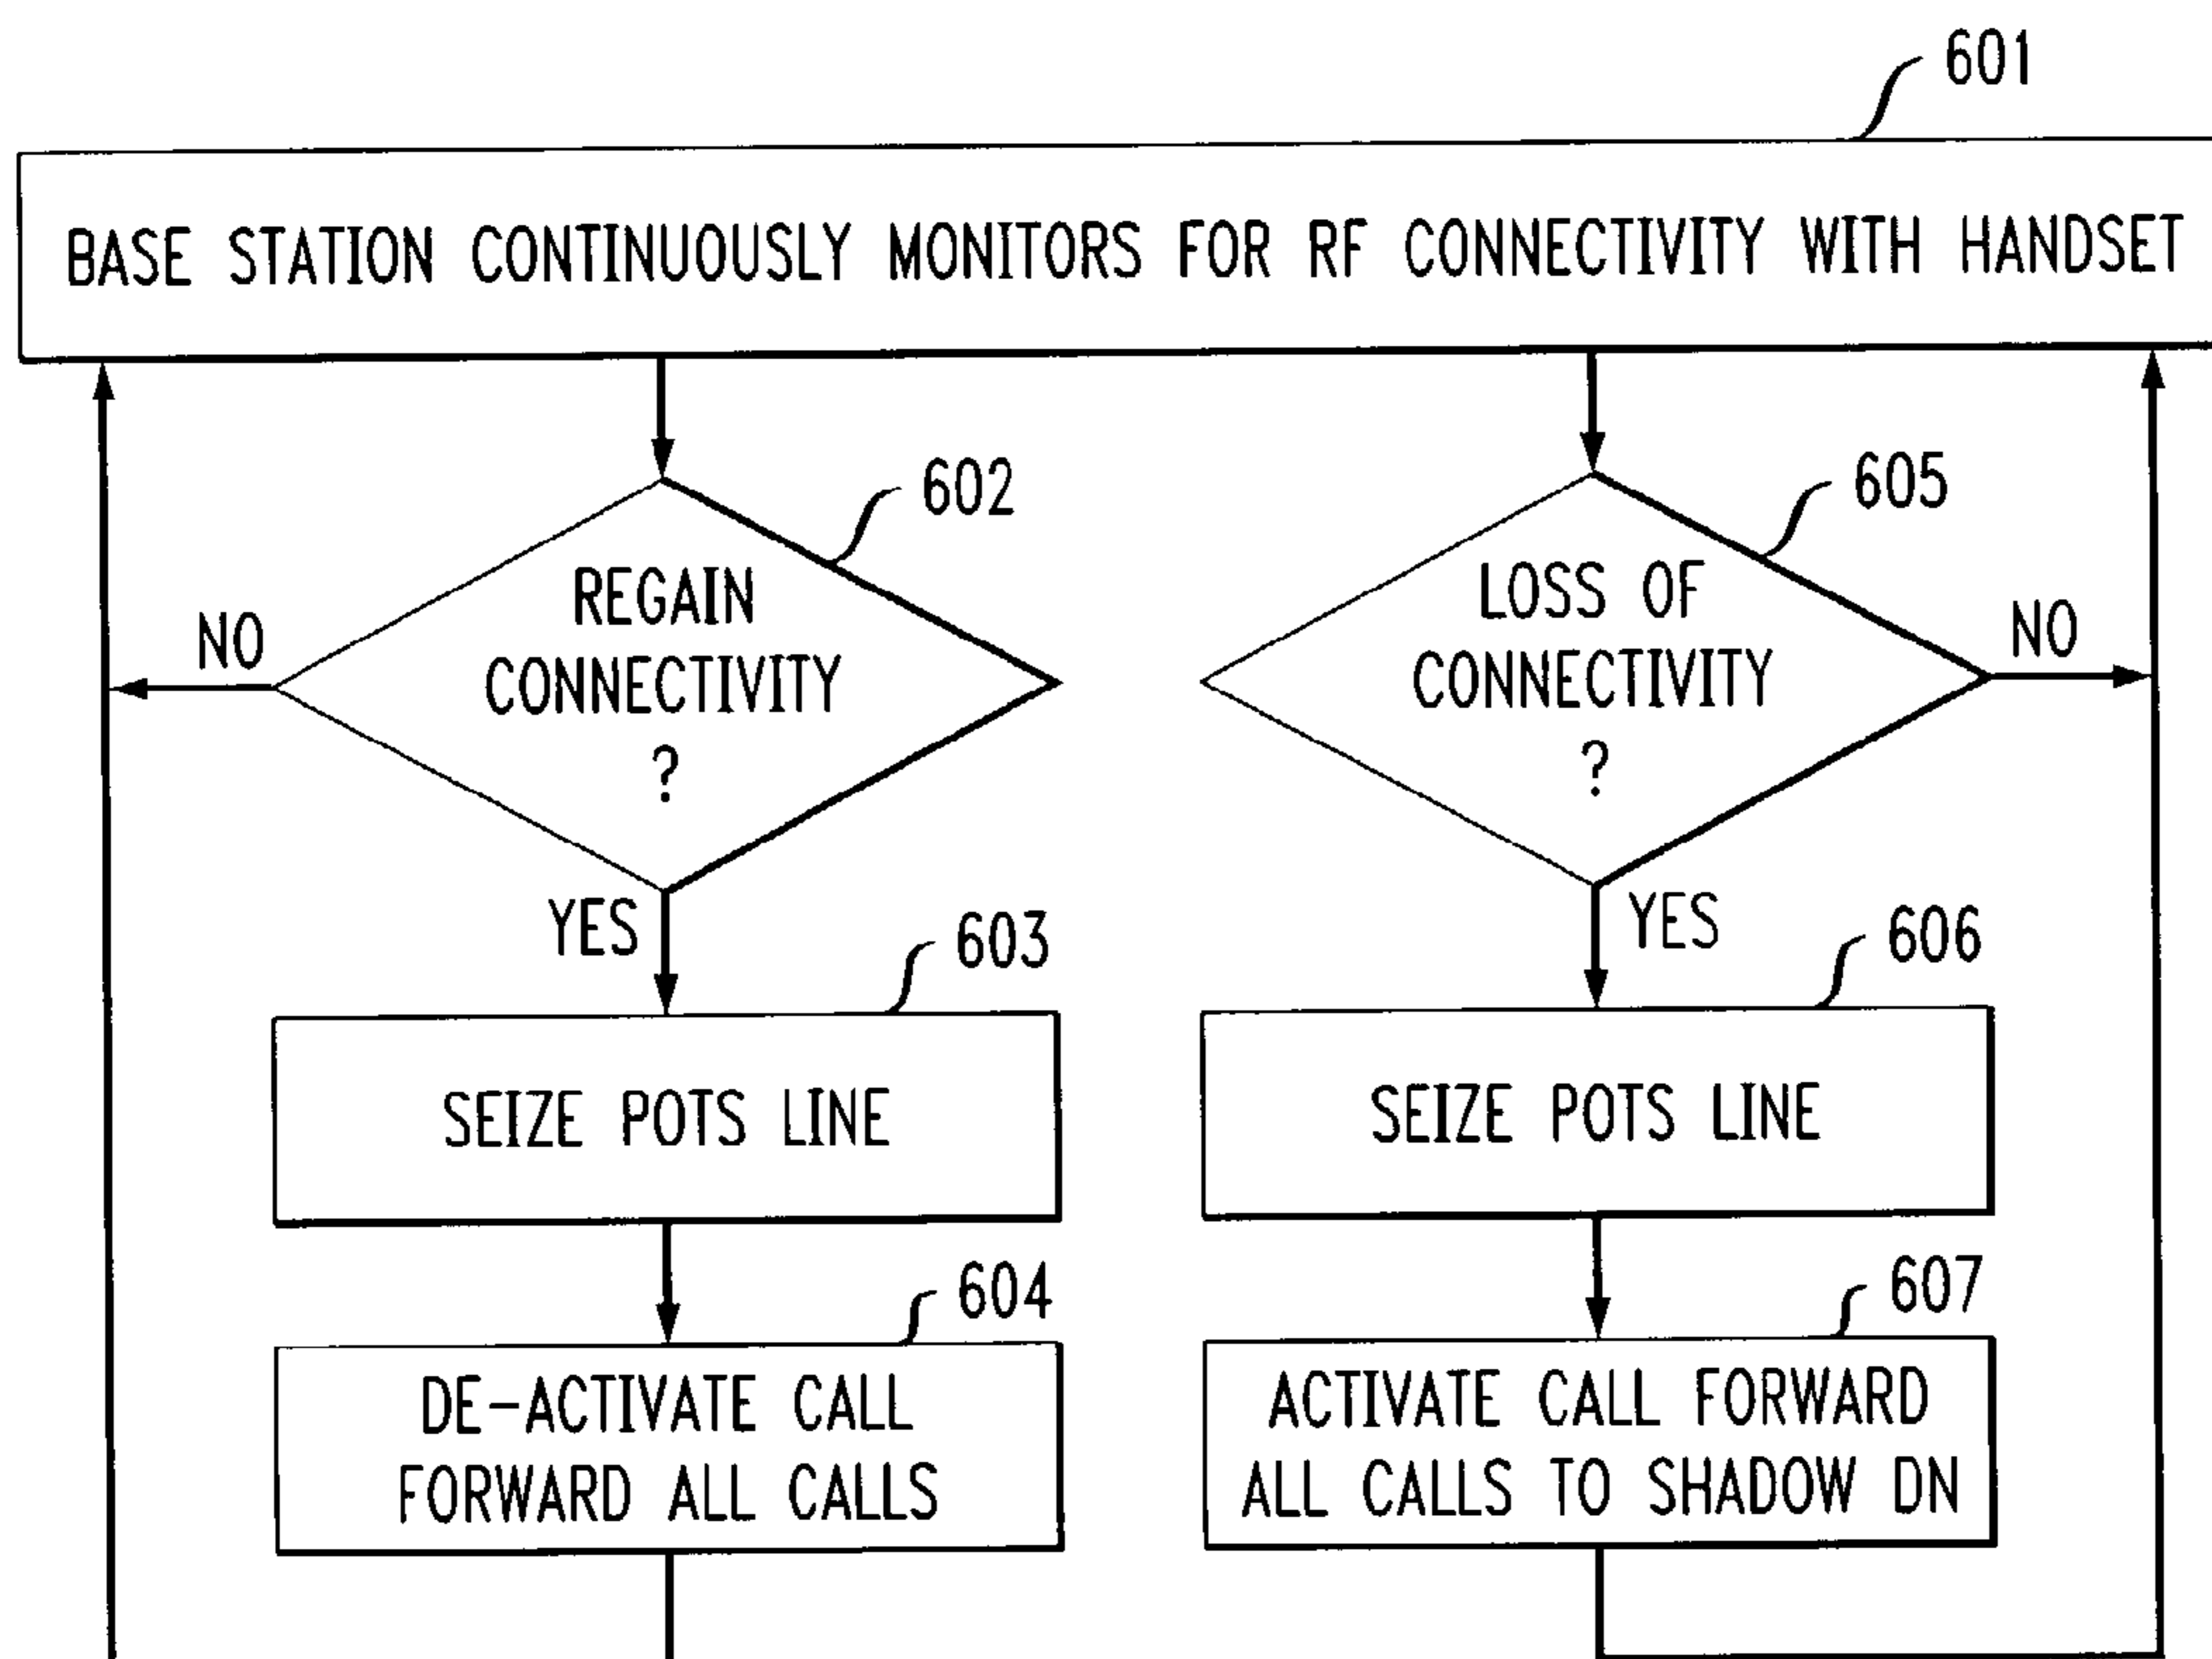 601
BASE STATION CONTINUOUSLY MONITORS FOR RF CONNECTIVITY WITH HANDSET
602
REGAIN
CONNECTIVITY
?
NO
YES
603
SEIZE POTS LINE
604
DE-ACTIVATE CALL
FORWARD ALL CALLS
605
LOSS OF
CONNECTIVITY
?
NO
YES
606
SEIZE POTS LINE
607
ACTIVATE CALL FORWARD
ALL CALLS TO SHADOW DN